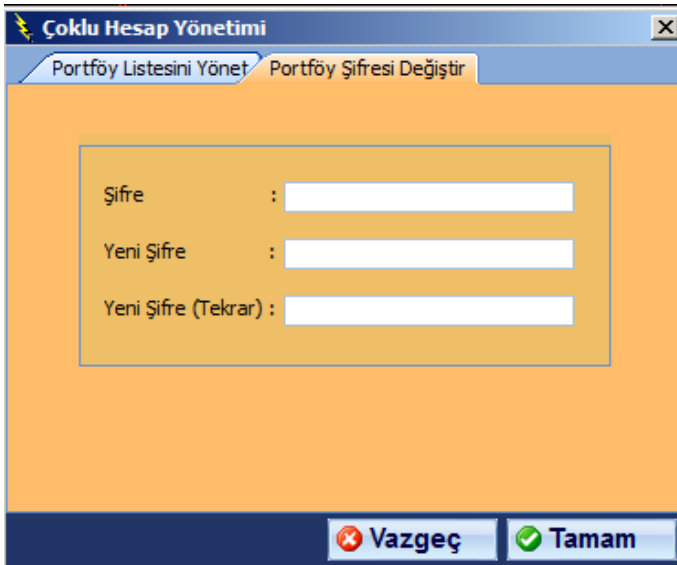 Çoklu Hesap Yönetimi
Portföy Listesini Yönet Portföy Şifresi Değiştir
Şifre :
Yeni Şifre :
Yeni Şifre (Tekrar) :
Vazgeç Tamam